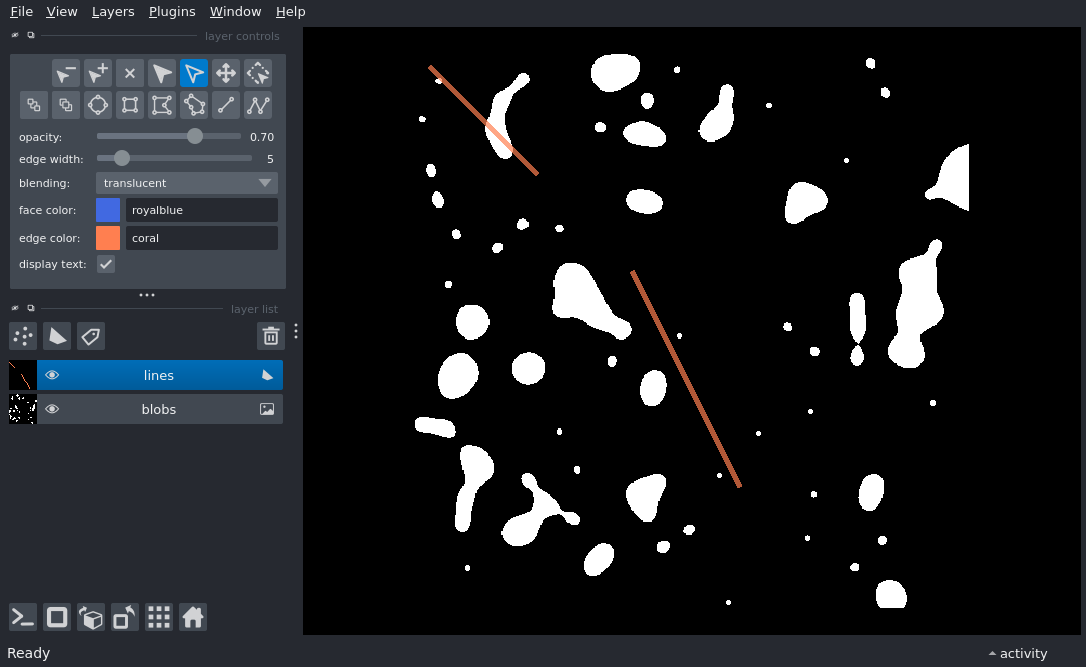 File View Layers Plugins Window Help
layer controls
opacity: 0.70
edge width: 5
blending: translucent
face color: royalblue
edge color: coral
display text:
layer list
lines
blobs
Ready
activity